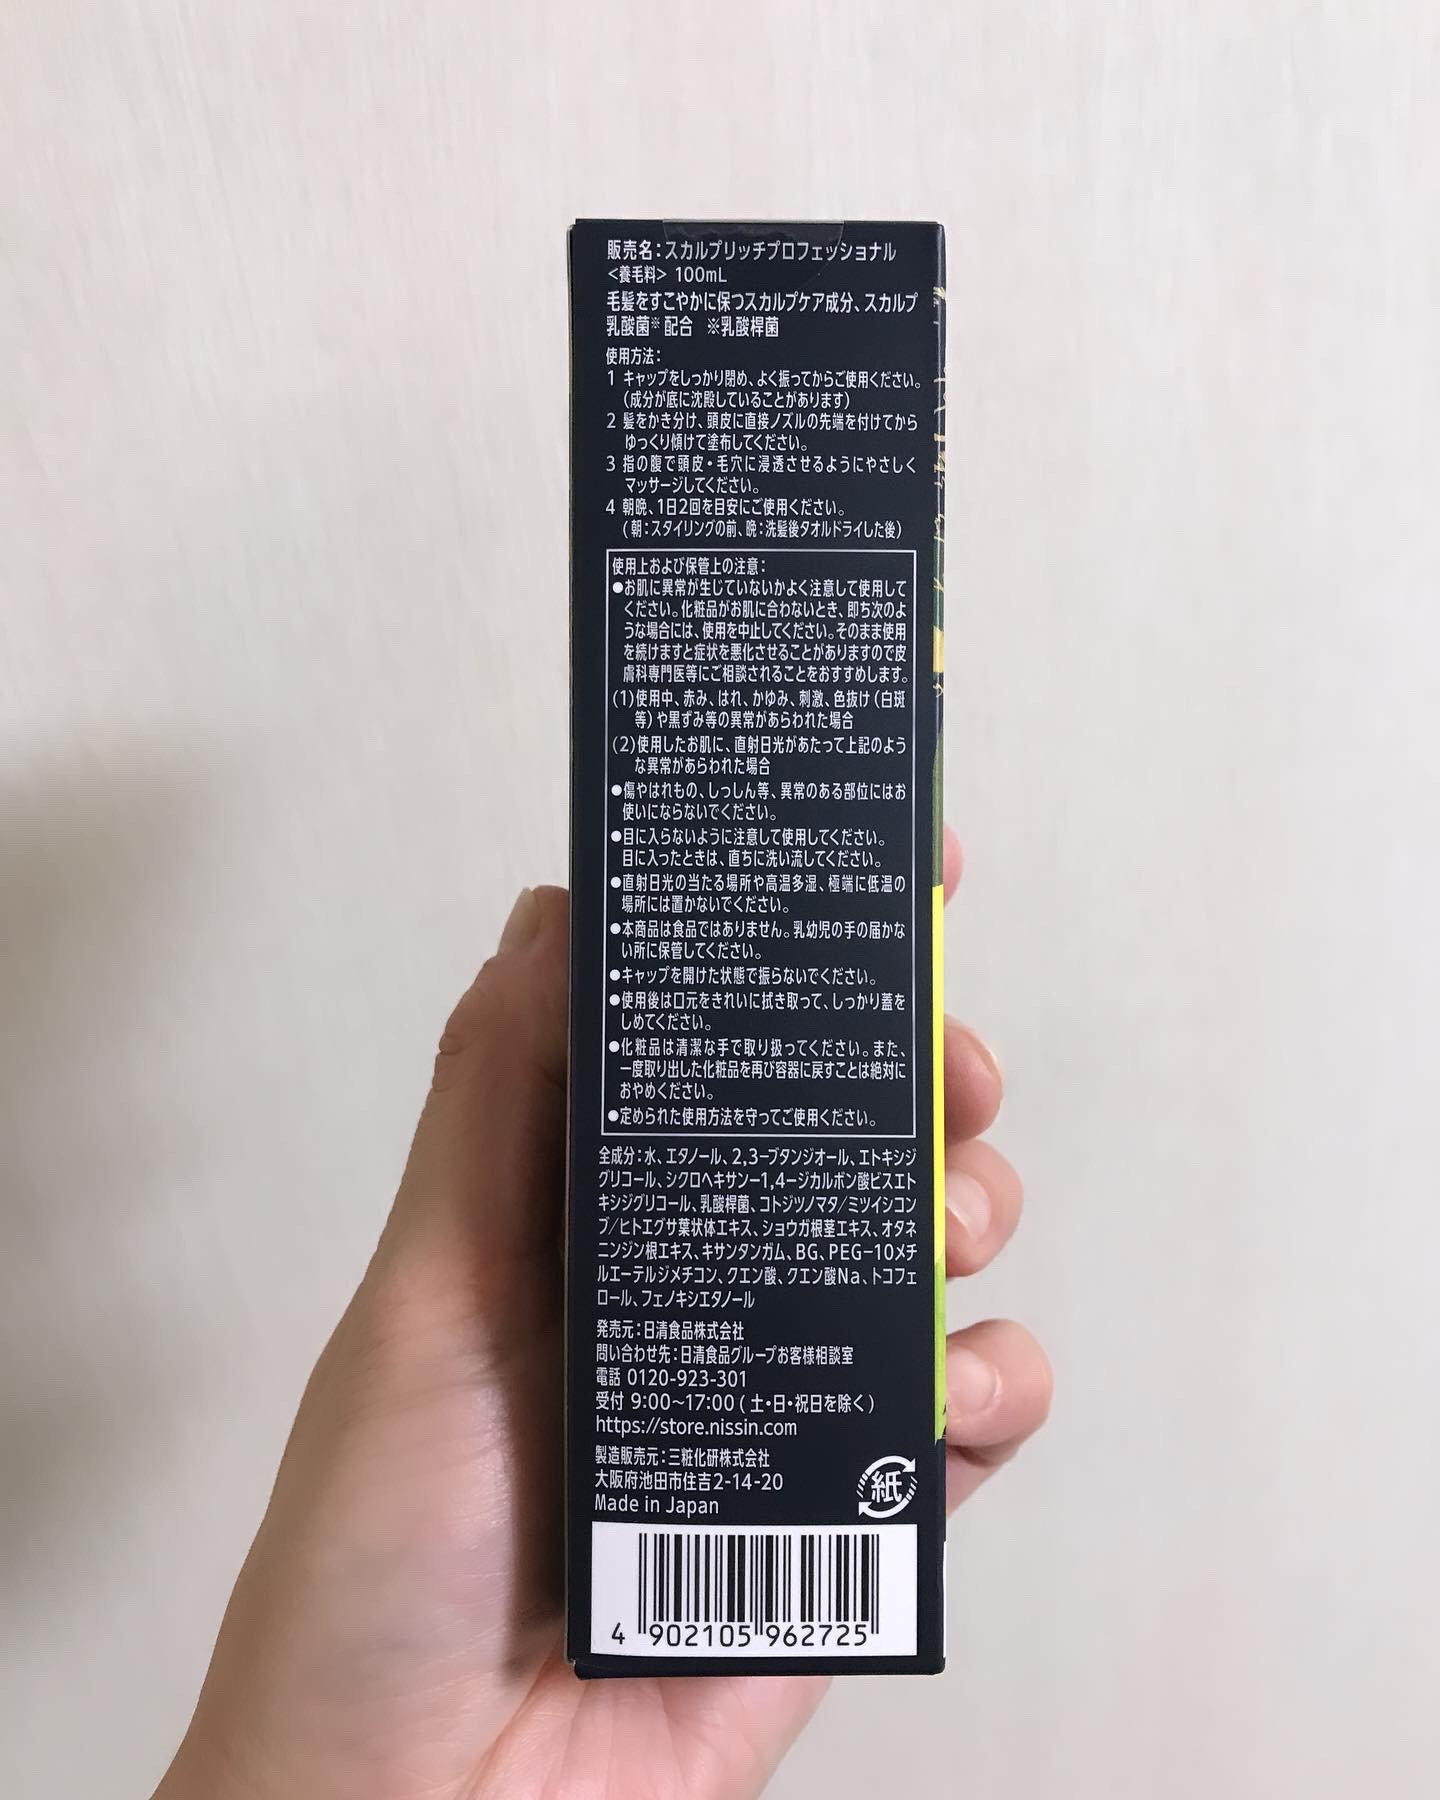 販売名：スカルプリッチプロフェッショナル
<養毛料> 100mL
毛髪をすこやかに保つスカルプケア成分、スカルプ
乳酸菌※配合 ※乳酸桿菌
使用方法：
1 キャップをしっかり閉め、よく振ってからご使用ください。
(成分が底に沈殿していることがあります)
2 髪をかき分け、頭皮に直接ノズルの先端を付けてから
ゆっくり傾けて塗布してください。
3 指の腹で頭皮・毛穴に浸透させるようにやさしく
マッサージしてください。
4 朝晩、1日2回を目安にご使用ください。
(朝：スタイリングの前、晩：洗髪後タオルドライした後)
使用上および保管上の注意：
●お肌に異常が生じていないかよく注意して使用して
ください。化粧品がお肌に合わないとき、即ち次のよ
うな場合には、使用を中止してください。そのまま使用
を続けますと症状を悪化させることがありますので皮
膚科専門医等にご相談されることをおすすめします。
(1)使用中、赤み、はれ、かゆみ、刺激、色抜け(白斑
等)や黒ずみ等の異常があらわれた場合
(2)使用したお肌に、直射日光があたって上記のよう
な異常があらわれた場合
●傷やはれもの、しっしん等、異常のある部位にはお
使いにならないでください。
●目に入らないように注意して使用してください。
目に入ったときは、直ちに洗い流してください。
●直射日光の当たる場所や高温多湿、極端に低温の
場所には置かないでください。
●本商品は食品ではありません。乳幼児の手の届かな
い所に保管してください。
●キャップを開けた状態で振らないでください。
●使用後は口元をきれいに拭き取って、しっかり蓋を
しめてください。
●化粧品は清潔な手で取り扱ってください。また、
一度取り出した化粧品を再び容器に戻すことは絶対に
おやめください。
●定められた使用方法を守ってご使用ください。
全成分：水、エタノール、2,3-ブタンジオール、エトキシジ
グリコール、シクロヘキサン-1,4-ジカルボン酸ビスエト
キシジグリコール、乳酸桿菌、コトジツノマタ/ミツイシコン
ブ/ヒトエグサ葉状体エキス、ショウガ根茎エキス、オタネ
ニンジン根エキス、キサンタンガム、BG、PEG-10メチ
ルエーテルジメチコン、クエン酸、クエン酸Na、トコフェ
ロール、フェノキシエタノール
発売元：日清食品株式会社
問い合わせ先：日清食品グループお客様相談室
電話 0120-923-301
受付 9:00~17:00 (土・日・祝日を除く)
https://store.nissin.com
製造販売元：三粧化研株式会社
大阪府池田市住吉2-14-20
Made in Japan
紙
4 902105 962725